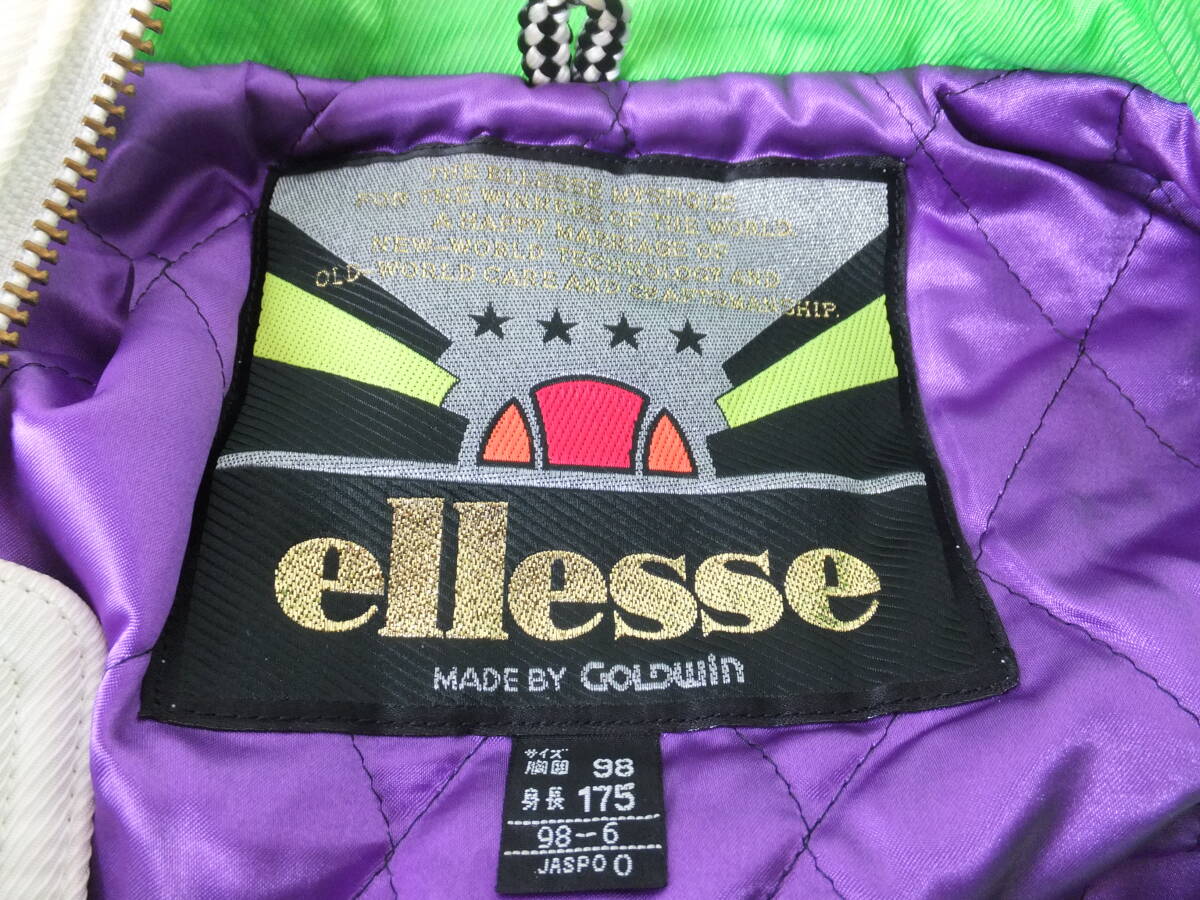 THE ELLESSE MYSTIQUE
FOR THE WINNERS OF THE WORLD.
A HAPPY MARRIAGE OF
NEW-WORLD TECHNOLOGY AND
OLD-WORLD CARE AND CRAFTSMANSHIP.
ellesse
MADE BY GOLDWIN
サイズ
胸囲 98
身長 175
98-6
JASPO O